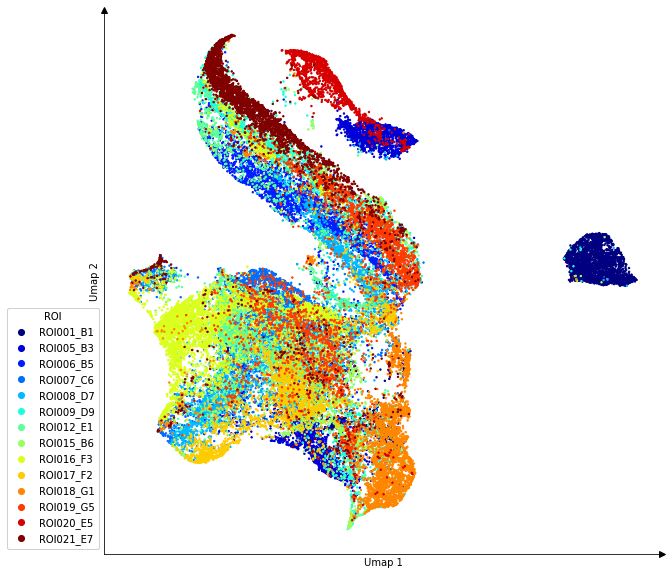 Umap 2
ROI
ROI001_B1
ROI005_B3
ROI006_B5
ROI007_C6
ROI008_D7
ROI009_D9
ROI012_E1
ROI015_B6
ROI016_F3
ROI017_F2
ROI018_G1
ROI019_G5
ROI020_E5
ROI021_E7
Umap 1